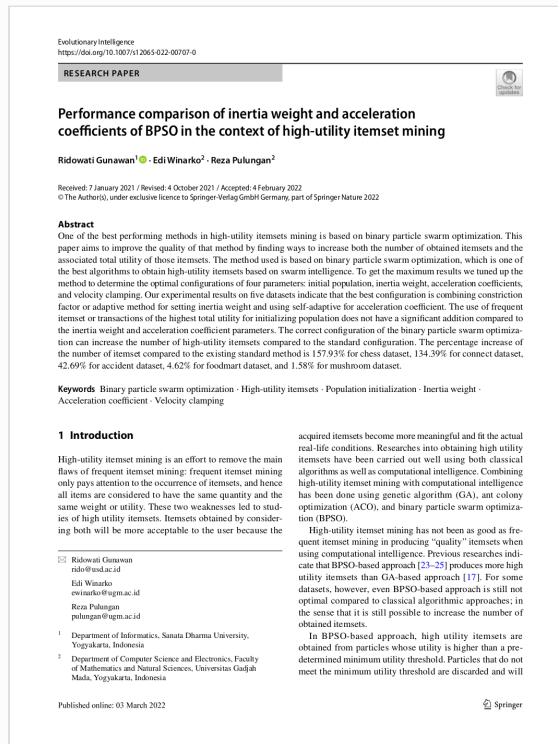 Evolutionary Intelligence
https://doi.org/10.1007/s12065-022-00707-0
RESEARCH PAPER
Check for
updates
Performance comparison of inertia weight and acceleration
coefficients of BPSO in the context of high-utility itemset mining
Ridowati Gunawan1 · Edi Winarko2 · Reza Pulungan2
Received: 7 January 2021 / Revised: 4 October 2021 / Accepted: 4 February 2022
© The Author(s), under exclusive licence to Springer-Verlag GmbH Germany, part of Springer Nature 2022
Abstract
One of the best performing methods in high-utility itemsets mining is based on binary particle swarm optimization. This
paper aims to improve the quality of that method by finding ways to increase both the number of obtained itemsets and the
associated total utility of those itemsets. The method used is based on binary particle swarm optimization, which is one of
the best algorithms to obtain high-utility itemsets based on swarm intelligence. To get the maximum results we tuned up the
method to determine the optimal configurations of four parameters: initial population, inertia weight, acceleration coefficients,
and velocity clamping. Our experimental results on five datasets indicate that the best configuration is combining constriction
factor or adaptive method for setting inertia weight and using self-adaptive for acceleration coefficient. The use of frequent
itemset or transactions of the highest total utility for initializing population does not have a significant addition compared to
the inertia weight and acceleration coefficient parameters. The correct configuration of the binary particle swarm optimiza-
tion can increase the number of high-utility itemsets compared to the standard configuration. The percentage increase of
the number of itemset compared to the existing standard method is 157.93% for chess dataset, 134.39% for connect dataset,
42.69% for accident dataset, 4.62% for foodmart dataset, and 1.58% for mushroom dataset.
Keywords Binary particle swarm optimization · High-utility itemsets · Population initialization · Inertia weight ·
Acceleration coefficient · Velocity clamping
1 Introduction
High-utility itemset mining is an effort to remove the main
flaws of frequent itemset mining: frequent itemset mining
only pays attention to the occurrence of itemsets, and hence
all items are considered to have the same quantity and the
same weight or utility. These two weaknesses led to stud-
ies of high utility itemsets. Itemsets obtained by consider-
ing both will be more acceptable to the user because the
Ridowati Gunawan
rido@usd.ac.id
Edi Winarko
ewinarko@ugm.ac.id
Reza Pulungan
pulungan@ugm.ac.id
1 Department of Informatics, Sanata Dharma University,
Yogyakarta, Indonesia
2 Department of Computer Science and Electronics, Faculty
of Mathematics and Natural Sciences, Universitas Gadjah
Mada, Yogyakarta, Indonesia
acquired itemsets become more meaningful and fit the actual
real-life conditions. Researches into obtaining high utility
itemsets have been carried out well using both classical
algorithms as well as computational intelligence. Combining
high-utility itemset mining with computational intelligence
has been done using genetic algorithm (GA), ant colony
optimization (ACO), and binary particle swarm optimiza-
tion (BPSO).
High-utility itemset mining has not been as good as fre-
quent itemset mining in producing “quality” itemsets when
using computational intelligence. Previous researches indi-
cate that BPSO-based approach [23–25] produces more high
utility itemsets than GA-based approach [17]. For some
datasets, however, even BPSO-based approach is still not
optimal compared to classical algorithmic approaches; in
the sense that it is still possible to increase the number of
obtained itemsets.
In BPSO-based approach, high utility itemsets are
obtained from particles whose utility is higher than a pre-
determined minimum utility threshold. Particles that do not
meet the minimum utility threshold are discarded and will
Published online: 03 March 2022
Springer